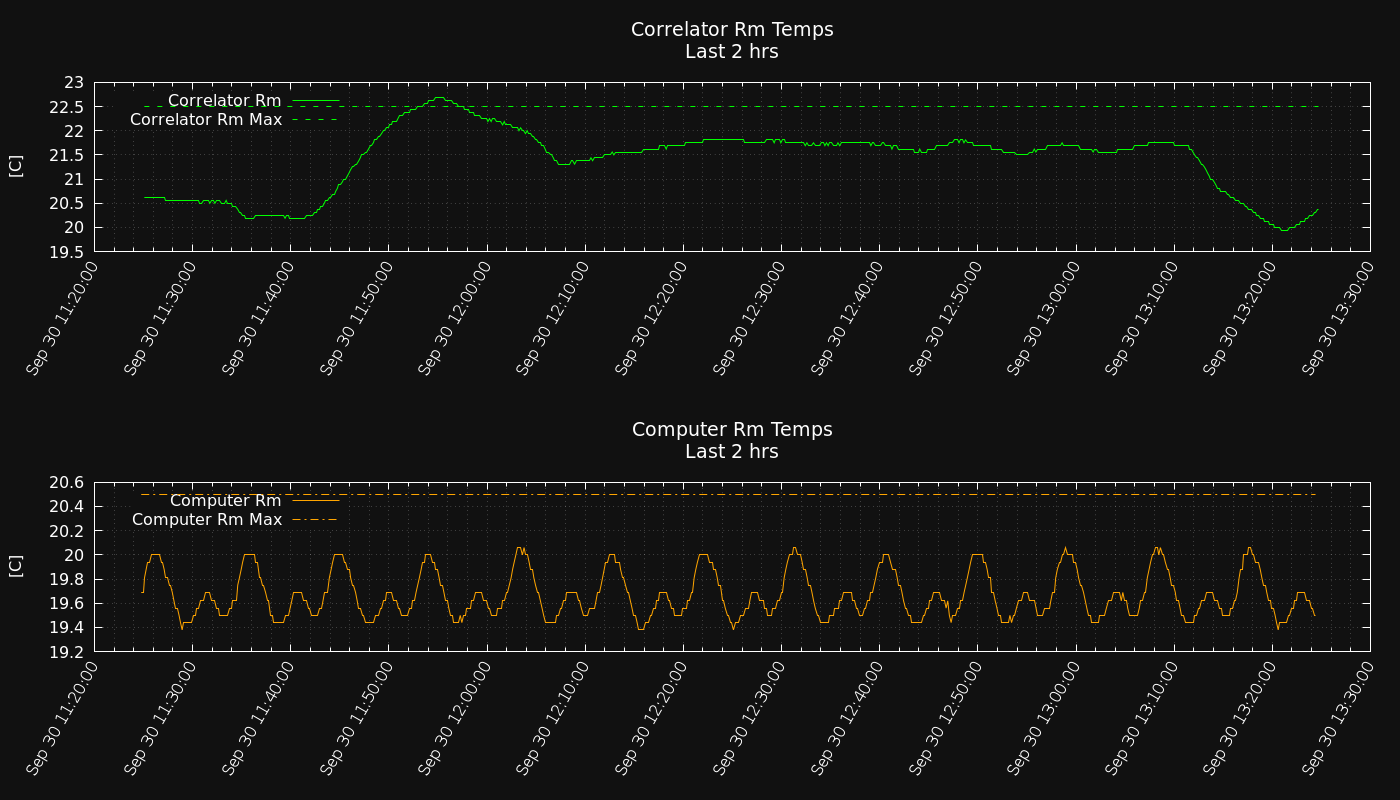 Correlator Rm Temps
Last 2 hrs
23
22.5
22
21.5
21
20.5
20
19.5
[C]
Correlator Rm
Correlator Rm Max
Sep 30 11:20:00
Sep 30 11:30:00
Sep 30 11:40:00
Sep 30 11:50:00
Sep 30 12:00:00
Sep 30 12:10:00
Sep 30 12:20:00
Sep 30 12:30:00
Sep 30 12:40:00
Sep 30 12:50:00
Sep 30 13:00:00
Sep 30 13:10:00
Sep 30 13:20:00
Sep 30 13:30:00
Computer Rm Temps
Last 2 hrs
20.6
20.4
20.2
20
19.8
19.6
19.4
19.2
[C]
Computer Rm
Computer Rm Max
Sep 30 11:20:00
Sep 30 11:30:00
Sep 30 11:40:00
Sep 30 11:50:00
Sep 30 12:00:00
Sep 30 12:10:00
Sep 30 12:20:00
Sep 30 12:30:00
Sep 30 12:40:00
Sep 30 12:50:00
Sep 30 13:00:00
Sep 30 13:10:00
Sep 30 13:20:00
Sep 30 13:30:00